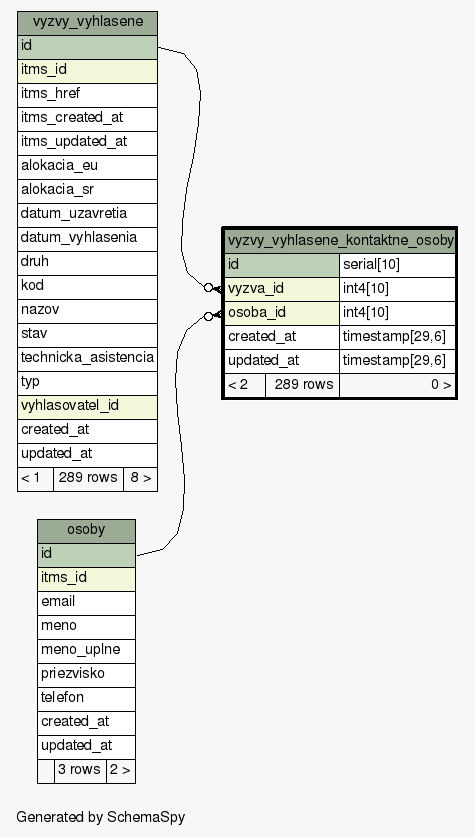 vyzvy_vyhlasene
id
itms_id
itms_href
itms_created_at
itms_updated_at
alokacia_eu
alokacia_sr
datum_uzavretia
datum_vyhlasenia
druh
kod
nazov
stav
technicka_asistencia
typ
vyhlasovatel_id
created_at
updated_at
< 1 289 rows 8 >
vyzvy_vyhlasene_kontaktne_osoby
id serial[10]
vyzva_id int4[10]
osoba_id int4[10]
created_at timestamp[29,6]
updated_at timestamp[29,6]
< 2 289 rows 0 >
osoby
id
itms_id
email
meno
meno_uplne
priezvisko
telefon
created_at
updated_at
3 rows 2 >
Generated by SchemaSpy